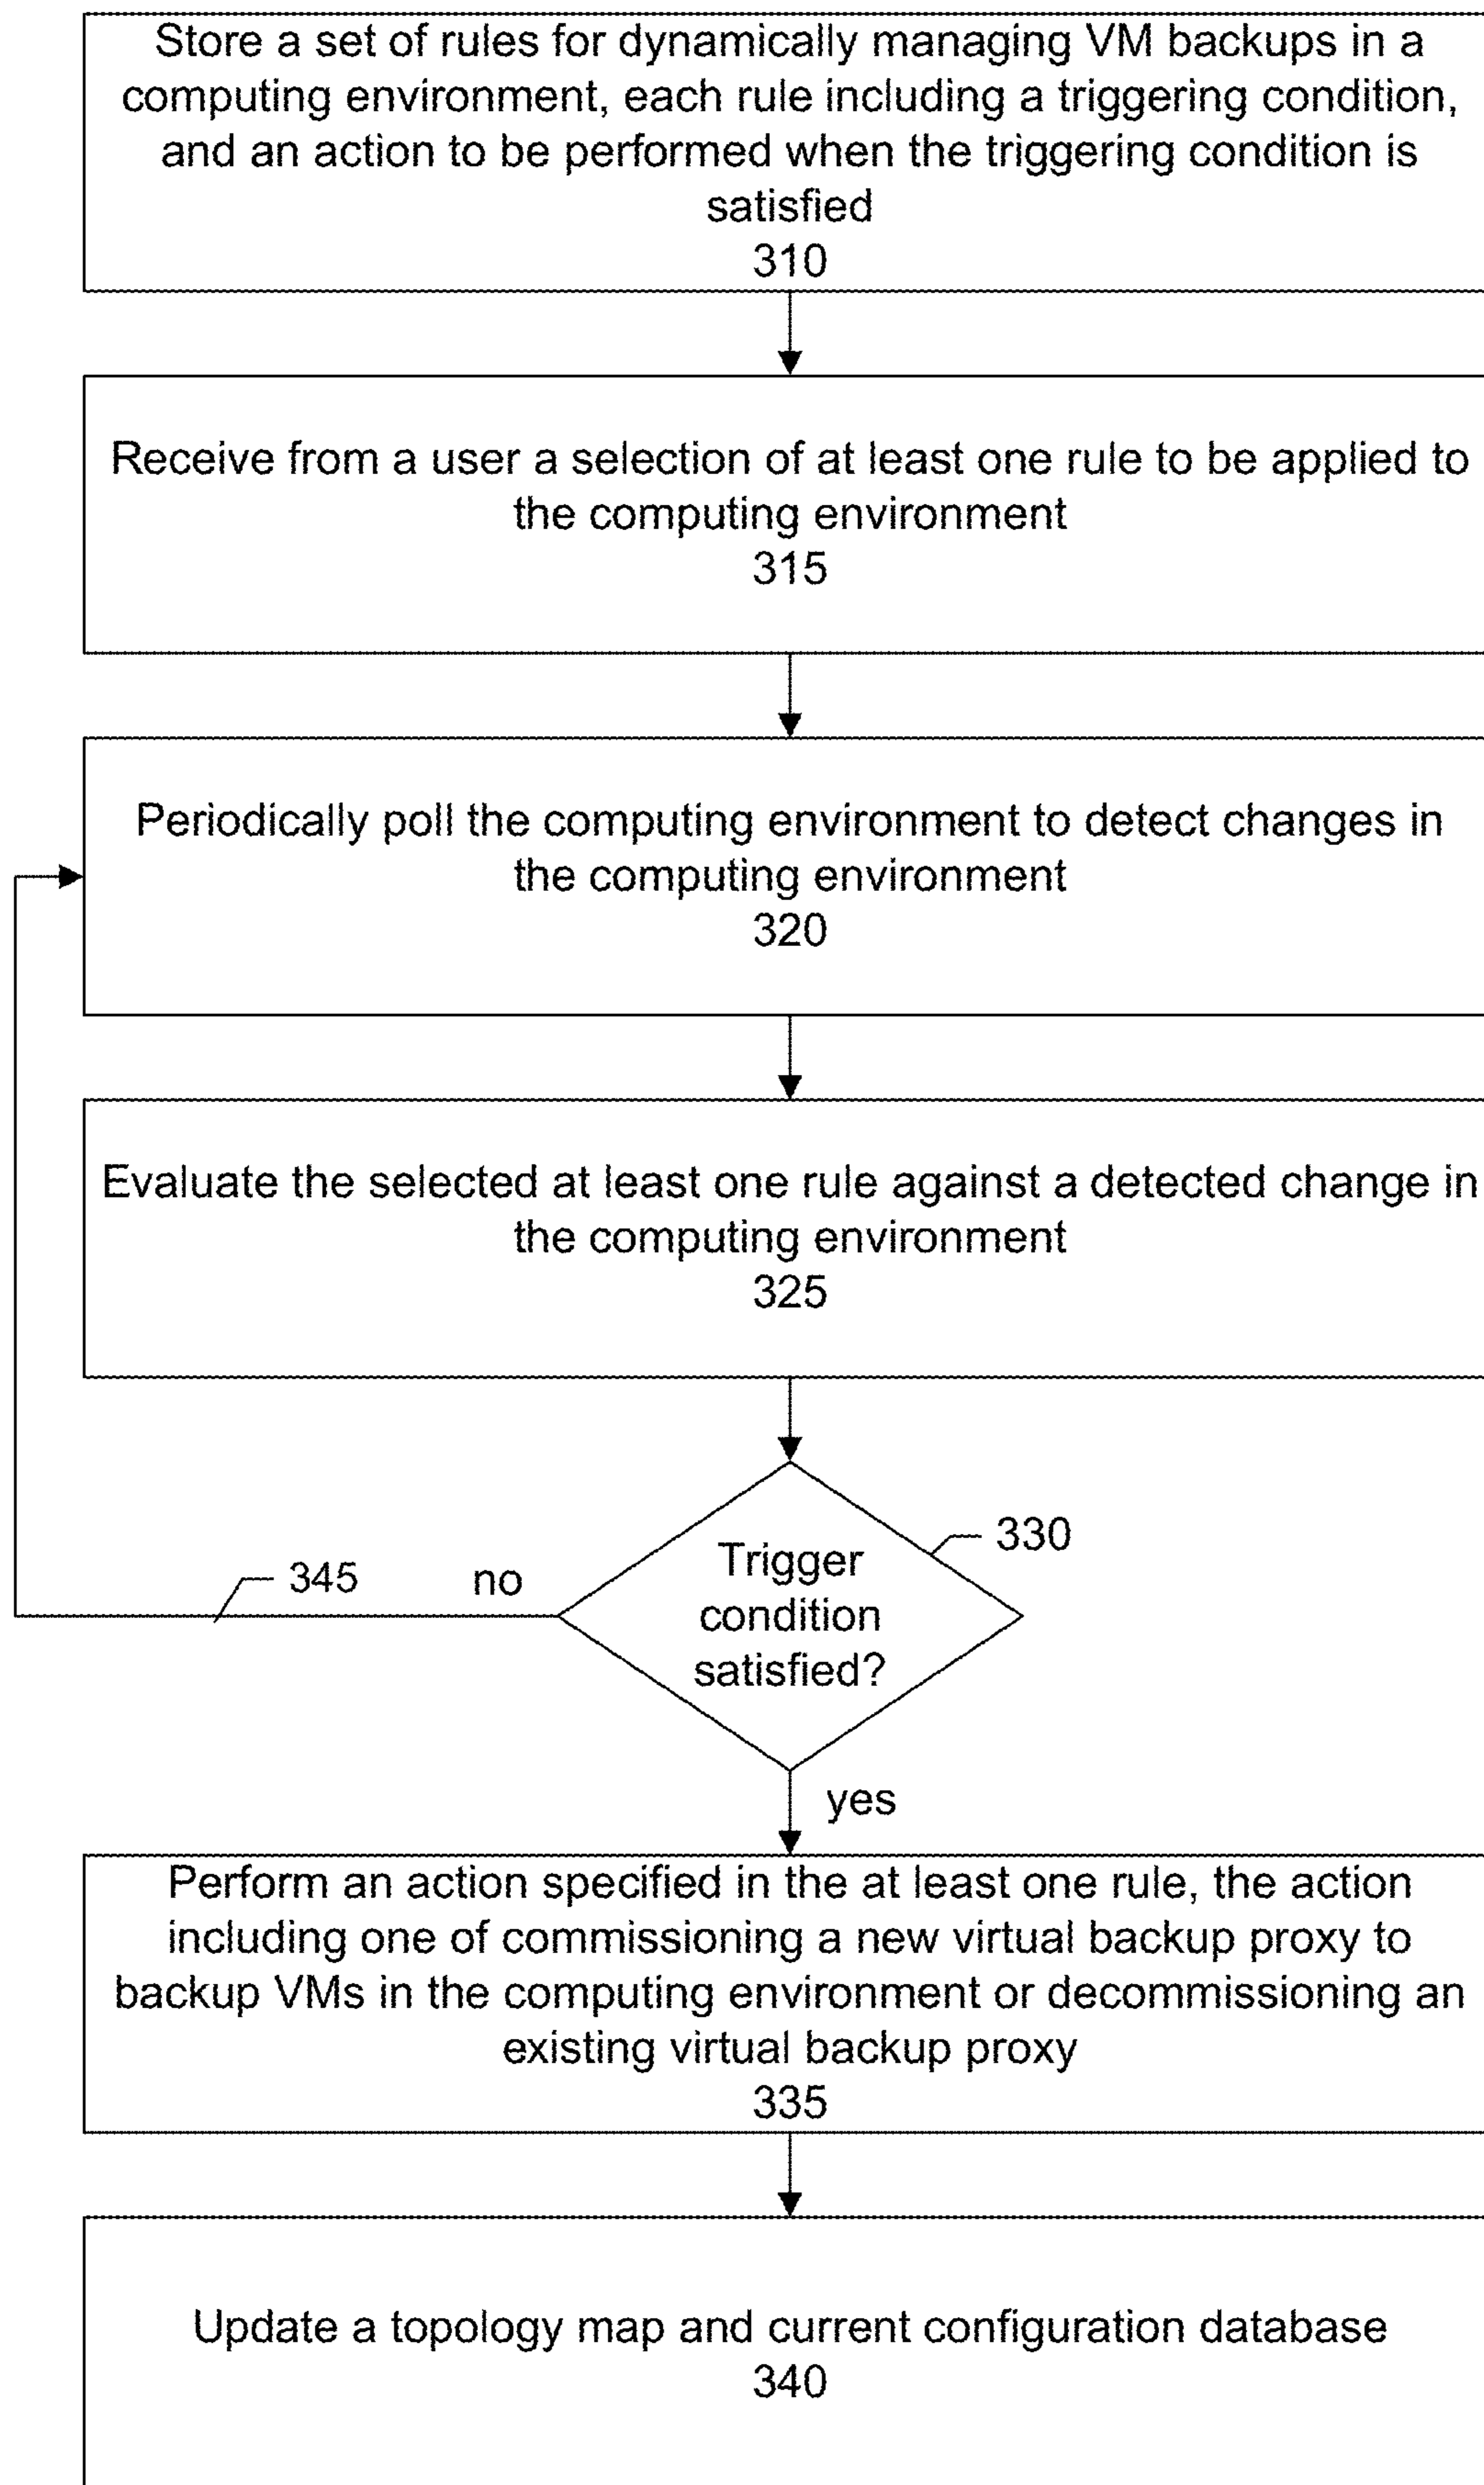 Store a set of rules for dynamically managing VM backups in a
computing environment, each rule including a triggering condition,
and an action to be performed when the triggering condition is
satisfied
310
Receive from a user a selection of at least one rule to be applied to
the computing environment
315
Periodically poll the computing environment to detect changes in
the computing environment
320
Evaluate the selected at least one rule against a detected change in
the computing environment
325
330
Trigger
condition
satisfied?
345
no
yes
Perform an action specified in the at least one rule, the action
including one of commissioning a new virtual backup proxy to
backup VMs in the computing environment or decommissioning an
existing virtual backup proxy
335
Update a topology map and current configuration database
340